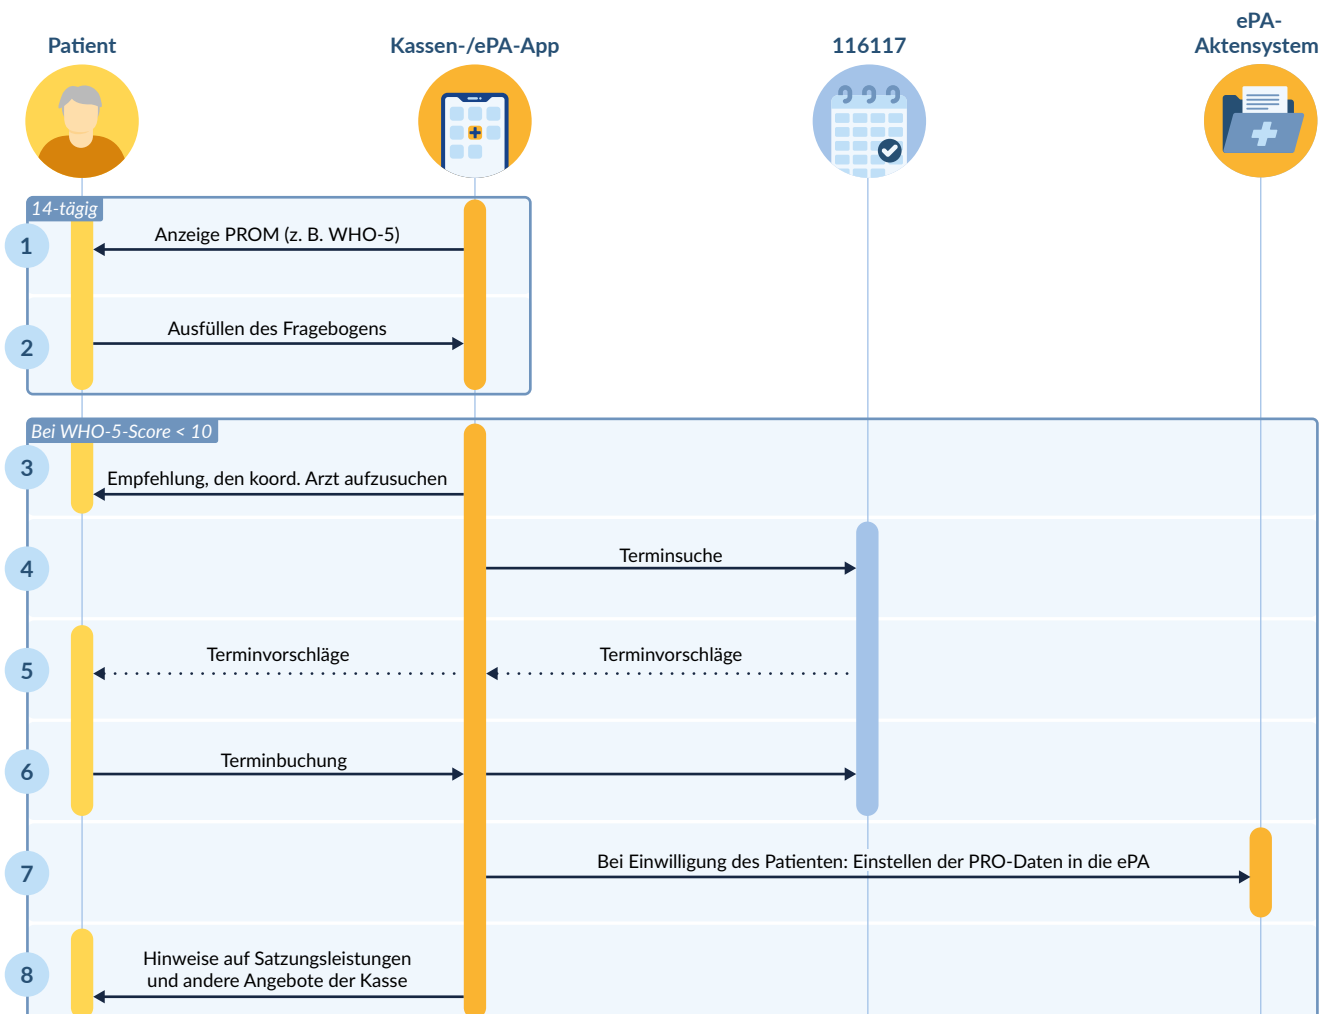 Patient
Kassen-/ePA-App
116117
ePA-
Aktensystem
14-tägig
1
Anzeige PROM (z. B. WHO-5)
2
Ausfüllen des Fragebogens
Bei WHO-5-Score < 10
3
Empfehlung, den koord. Arzt aufzusuchen
4
Terminsuche
5
Terminvorschläge
Terminvorschläge
6
Terminbuchung
7
Bei Einwilligung des Patienten: Einstellen der PRO-Daten in die ePA
8
Hinweise auf Satzungsleistungen
und andere Angebote der Kasse